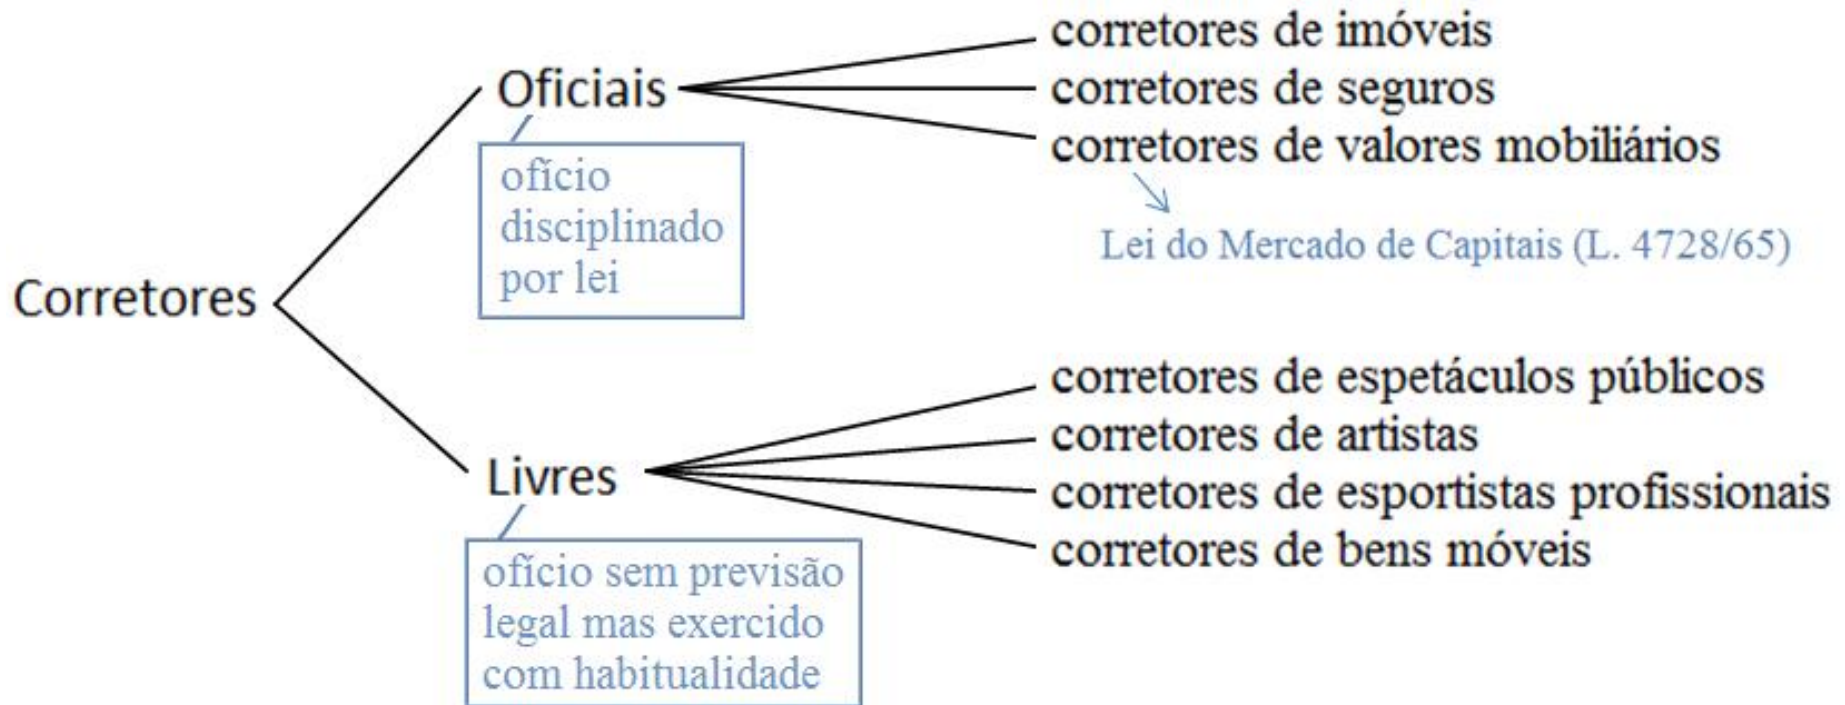 Corretores
Oficiais
ofício
disciplinado
por lei
corretores de imóveis
corretores de seguros
corretores de valores mobiliários
Lei do Mercado de Capitais (L. 4728/65)
Livres
ofício sem previsão
legal mas exercido
com habitualidade
corretores de espetáculos públicos
corretores de artistas
corretores de esportistas profissionais
corretores de bens móveis